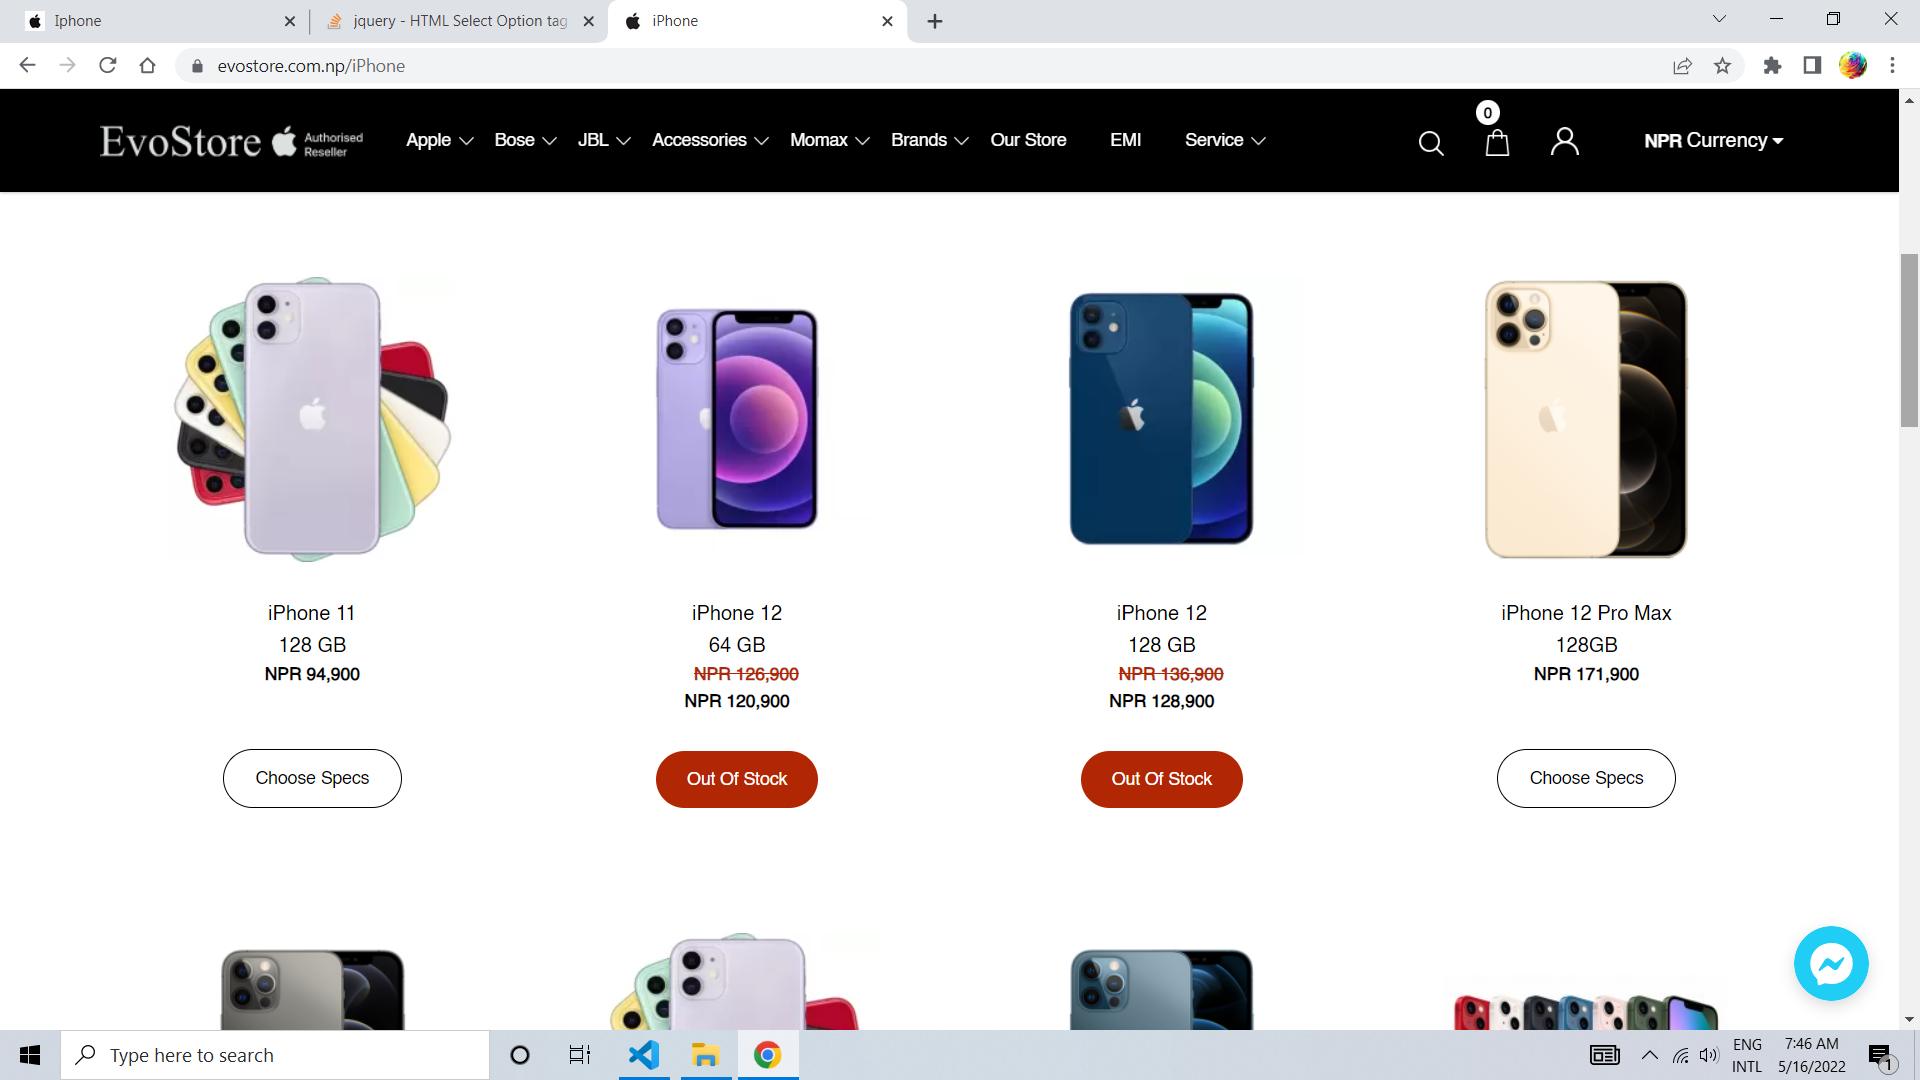 Iphone
jquery - HTML Select Option tag
iPhone
evostore.com.np/iPhone
EvoStore Authorised Reseller
Apple Bose JBL Accessories Momax Brands Our Store EMI Service 0 NPR Currency
iPhone 11
128 GB
NPR 94,900
Choose Specs
iPhone 12
64 GB
NPR 126,900
NPR 120,900
Out Of Stock
iPhone 12
128 GB
NPR 136,900
NPR 128,900
Out Of Stock
iPhone 12 Pro Max
128GB
NPR 171,900
Choose Specs
Type here to search
ENG
INTL
7:46 AM
5/16/2022
1